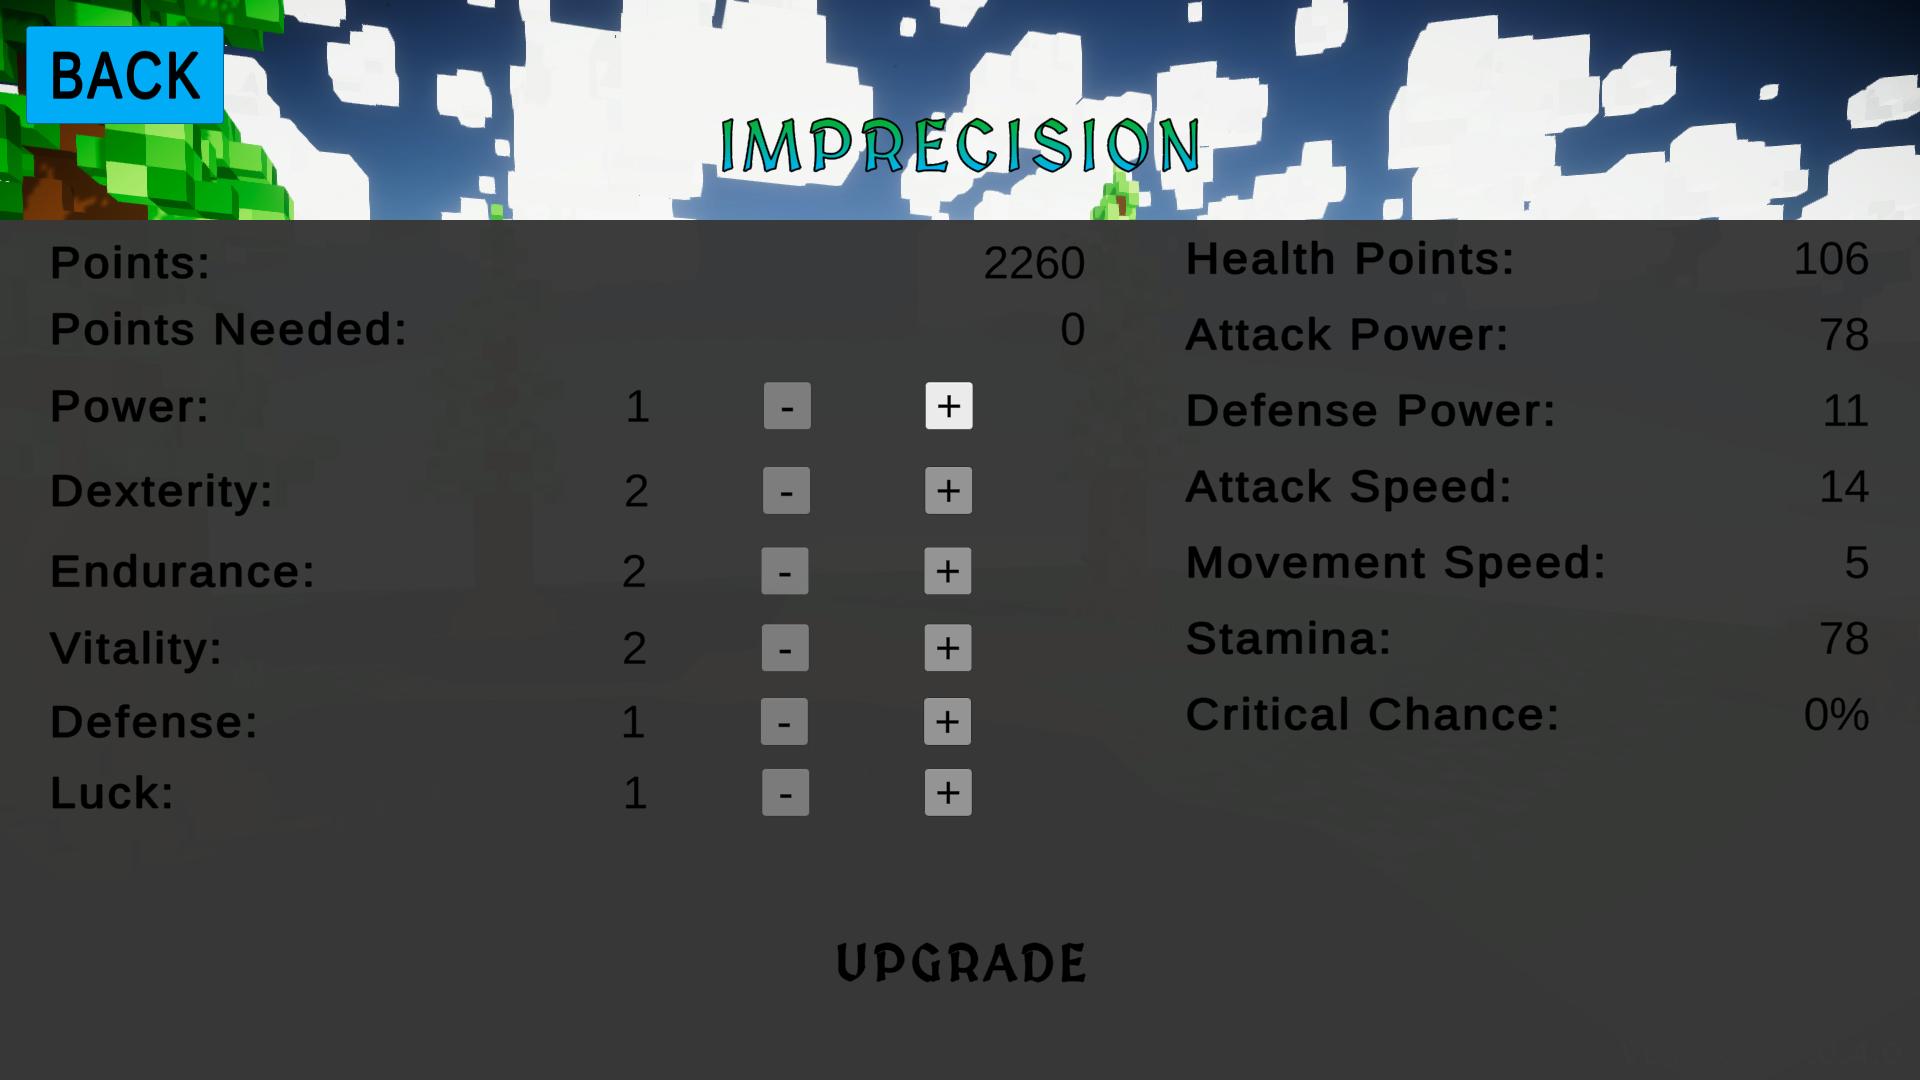 BACK
IMPRECISION
Points: 2260
Points Needed: 0
Power: 1 - +
Dexterity: 2 - +
Endurance: 2 - +
Vitality: 2 - +
Defense: 1 - +
Luck: 1 - +
Health Points: 106
Attack Power: 78
Defense Power: 11
Attack Speed: 14
Movement Speed: 5
Stamina: 78
Critical Chance: 0%
UPGRADE